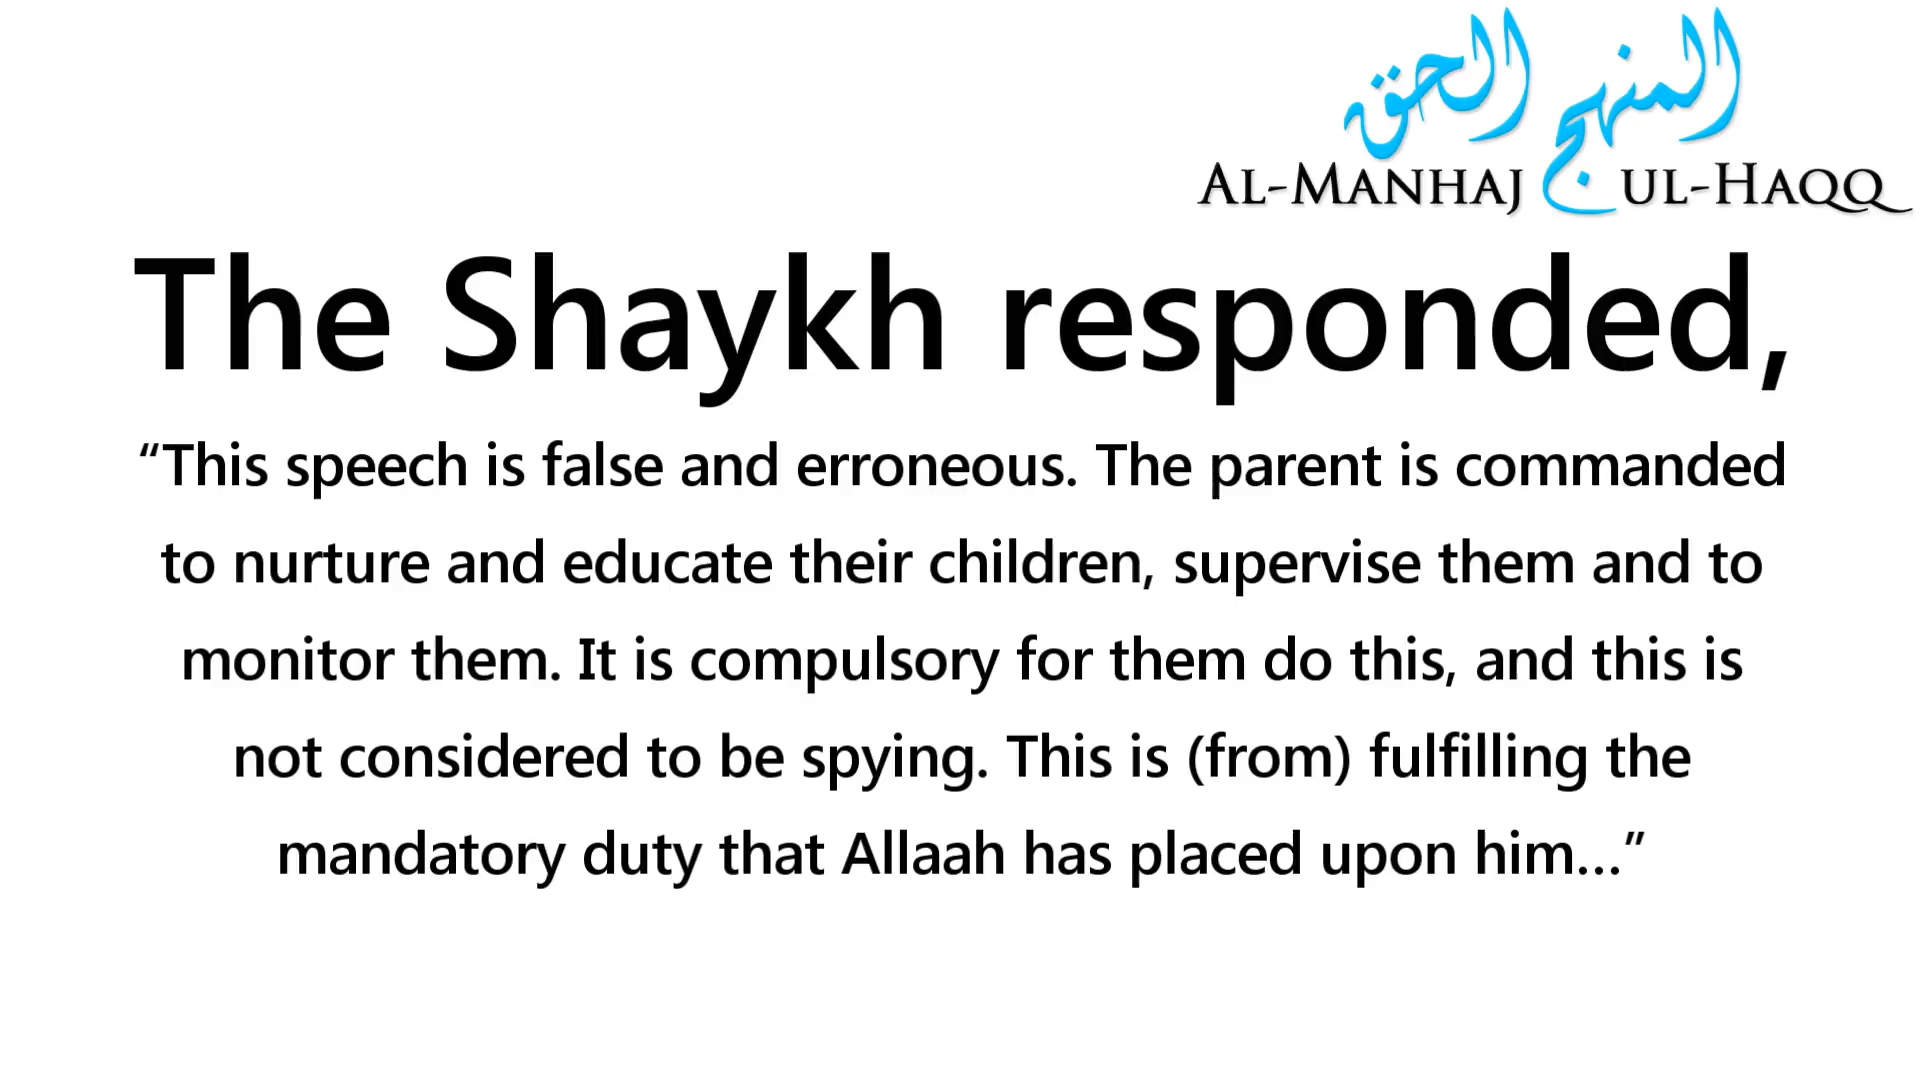 المنهج الحق
AL-MANHAJ UL-HAQQ
The Shaykh responded,
“This speech is false and erroneous. The parent is commanded
to nurture and educate their children, supervise them and to
monitor them. It is compulsory for them do this, and this is
not considered to be spying. This is (from) fulfilling the
mandatory duty that Allaah has placed upon him...”